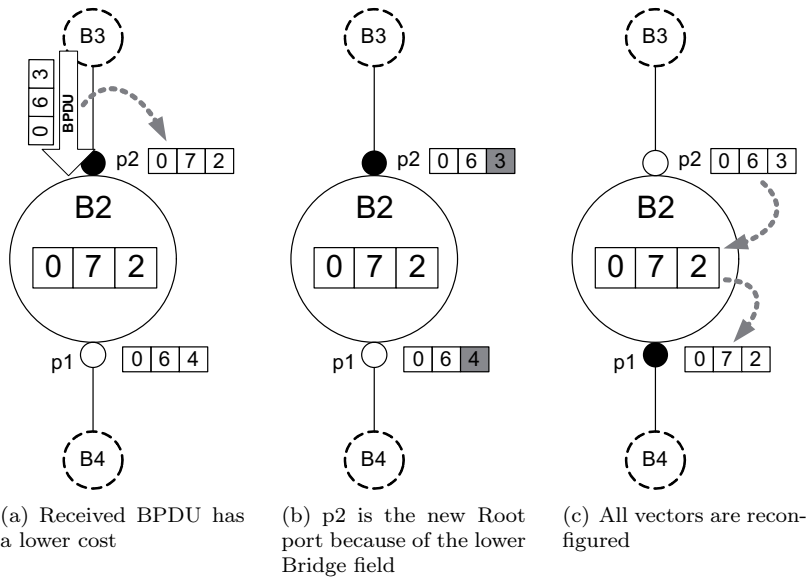 B3
0 6 3
BPDU
p2 0 7 2
B2
0 7 2
p1 0 6 4
B4
(a) Received BPDU has
a lower cost
B3
p2 0 6 3
B2
0 7 2
p1 0 6 4
B4
(b) p2 is the new Root
port because of the lower
Bridge field
B3
p2 0 6 3
B2
0 7 2
p1 0 7 2
B4
(c) All vectors are recon-
figured